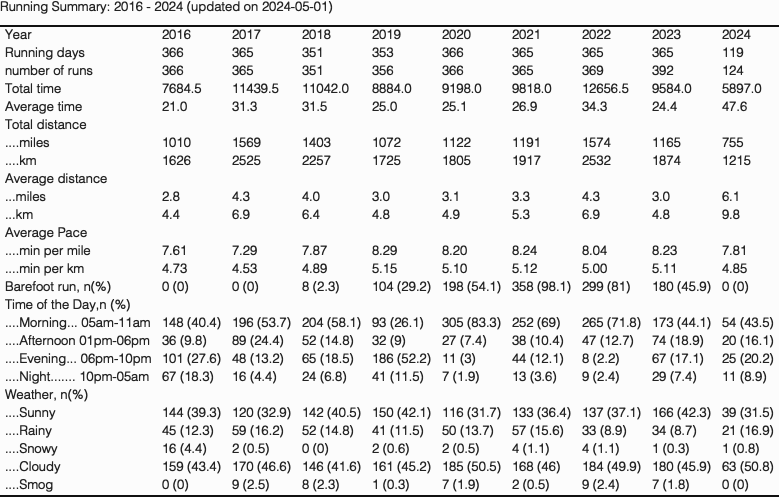 Running Summary: 2016 - 2024 (updated on 2024-05-01)
Year 2016 2017 2018 2019 2020 2021 2022 2023 2024
Running days 366 365 351 353 366 365 365 365 119
number of runs 366 365 351 356 366 365 369 392 124
Total time 7684.5 11439.5 11042.0 8884.0 9198.0 9818.0 12656.5 9584.0 5897.0
Average time 21.0 31.3 31.5 25.0 25.1 26.9 34.3 24.4 47.6
Total distance
....miles 1010 1569 1403 1072 1122 1191 1574 1165 755
....km 1626 2525 2257 1725 1805 1917 2532 1874 1215
Average distance
...miles 2.8 4.3 4.0 3.0 3.1 3.3 4.3 3.0 6.1
...km 4.4 6.9 6.4 4.8 4.9 5.3 6.9 4.8 9.8
Average Pace
....min per mile 7.61 7.29 7.87 8.29 8.20 8.24 8.04 8.23 7.81
....min per km 4.73 4.53 4.89 5.15 5.10 5.12 5.00 5.11 4.85
Barefoot run, n(%) 0 (0) 0 (0) 8 (2.3) 104 (29.2) 198 (54.1) 358 (98.1) 299 (81) 180 (45.9) 0 (0)
Time of the Day,n (%)
....Morning... 05am-11am 148 (40.4) 196 (53.7) 204 (58.1) 93 (26.1) 305 (83.3) 252 (69) 265 (71.8) 173 (44.1) 54 (43.5)
....Afternoon 01pm-06pm 36 (9.8) 89 (24.4) 52 (14.8) 32 (9) 27 (7.4) 38 (10.4) 47 (12.7) 74 (18.9) 20 (16.1)
....Evening... 06pm-10pm 101 (27.6) 48 (13.2) 65 (18.5) 186 (52.2) 11 (3) 44 (12.1) 8 (2.2) 67 (17.1) 25 (20.2)
....Night....... 10pm-05am 67 (18.3) 16 (4.4) 24 (6.8) 41 (11.5) 7 (1.9) 13 (3.6) 9 (2.4) 29 (7.4) 11 (8.9)
Weather, n(%)
....Sunny 144 (39.3) 120 (32.9) 142 (40.5) 150 (42.1) 116 (31.7) 133 (36.4) 137 (37.1) 166 (42.3) 39 (31.5)
....Rainy 45 (12.3) 59 (16.2) 52 (14.8) 41 (11.5) 50 (13.7) 57 (15.6) 33 (8.9) 34 (8.7) 21 (16.9)
....Snowy 16 (4.4) 2 (0.5) 0 (0) 2 (0.6) 2 (0.5) 4 (1.1) 4 (1.1) 1 (0.3) 1 (0.8)
....Cloudy 159 (43.4) 170 (46.6) 146 (41.6) 161 (45.2) 185 (50.5) 168 (46) 184 (49.9) 180 (45.9) 63 (50.8)
....Smog 0 (0) 9 (2.5) 8 (2.3) 1 (0.3) 7 (1.9) 2 (0.5) 9 (2.4) 7 (1.8) 0 (0)